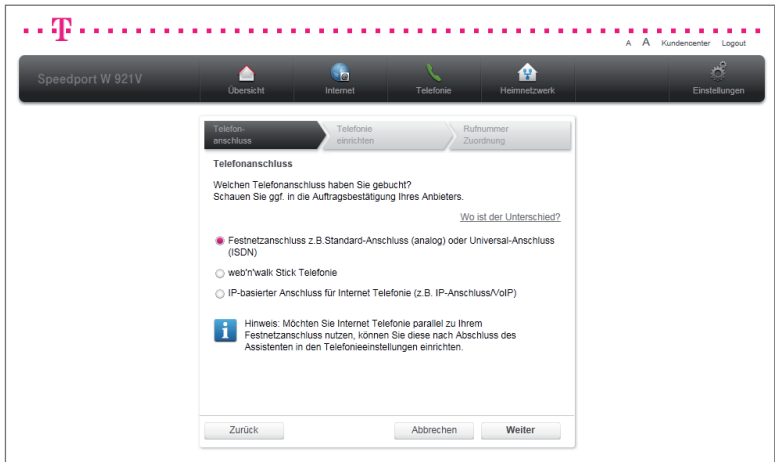 T
A A Kundencenter Logout
Speedport W 921V
Übersicht Internet Telefonie Heimnetzwerk Einstellungen
Telefon-
anschluss
Telefonie
einrichten
Rufnummer
Zuordnung
Telefonanschluss
Welchen Telefonanschluss haben Sie gebucht?
Schauen Sie ggf. in die Auftragsbestätigung Ihres Anbieters.
Wo ist der Unterschied?
Festnetzanschluss z.B.Standard-Anschluss (analog) oder Universal-Anschluss
(ISDN)
web'n'walk Stick Telefonie
IP-basierter Anschluss für Internet Telefonie (z.B. IP-Anschluss/VoIP)
Hinweis: Möchten Sie Internet Telefonie parallel zu Ihrem
Festnetzanschluss nutzen, können Sie diese nach Abschluss des
Assistenten in den Telefonieeinstellungen einrichten.
Zurück Abbrechen Weiter